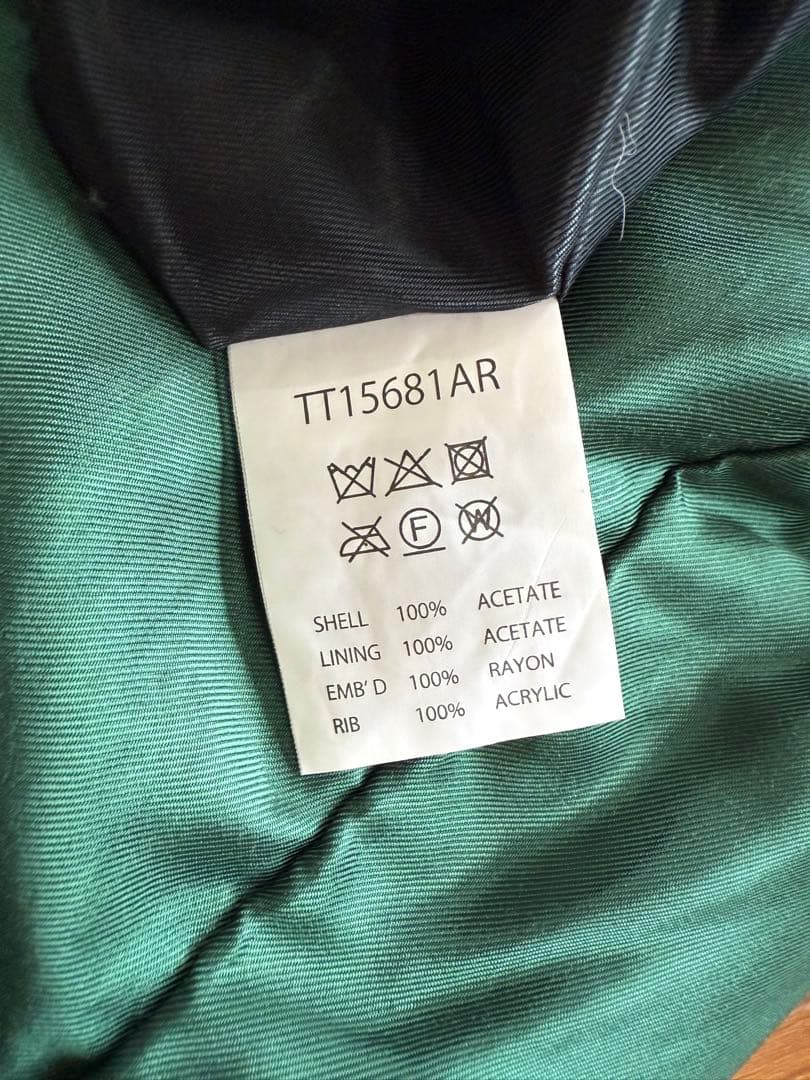 TT15681AR
F W
SHELL 100% ACETATE
LINING 100% ACETATE
EMB' D 100% RAYON
RIB 100% ACRYLIC